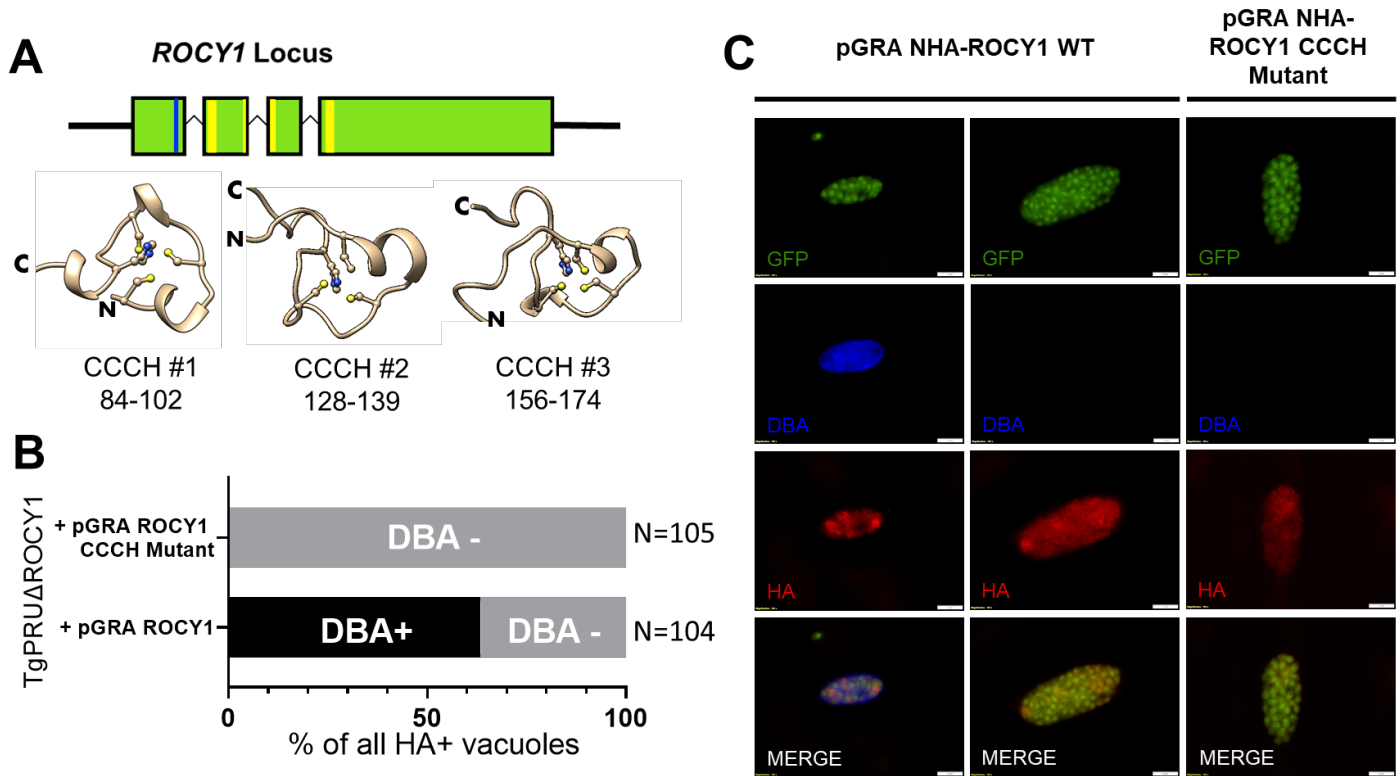 A
ROCY1 Locus
C
N
C
N
C
N
CCCH #1
84-102
CCCH #2
128-139
CCCH #3
156-174
B
TgPRUΔROCY1
+ pGRA ROCY1
CCCH Mutant
DBA -
N=105
+ pGRA ROCY1
DBA+
DBA -
N=104
0
50
100
% of all HA+ vacuoles
C
pGRA NHA-ROCY1 WT
pGRA NHA-
ROCY1 CCCH
Mutant
GFP
GFP
GFP
DBA
DBA
DBA
HA
HA
HA
MERGE
MERGE
MERGE